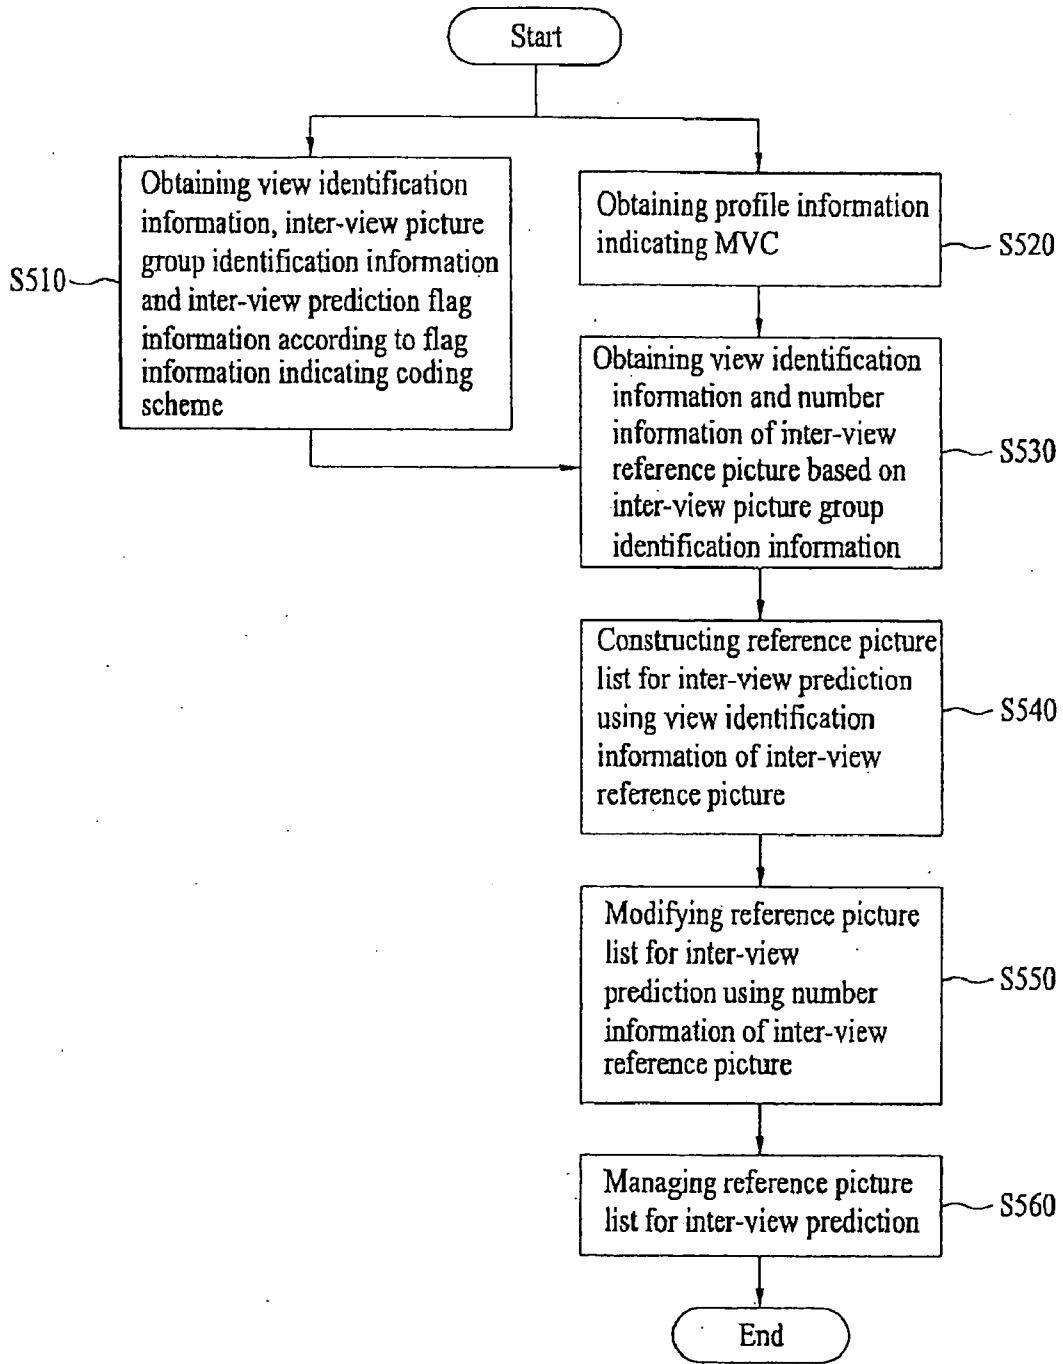 Start
Obtaining view identification
information, inter-view picture
group identification information
and inter-view prediction flag
information according to flag
information indicating coding
scheme
S510
Obtaining profile information
indicating MVC
S520
Obtaining view identification
information and number
information of inter-view
reference picture based on
inter-view picture group
identification information
S530
Constructing reference picture
list for inter-view prediction
using view identification
information of inter-view
reference picture
S540
Modifying reference picture
list for inter-view
prediction using number
information of inter-view
reference picture
S550
Managing reference picture
list for inter-view prediction
S560
End